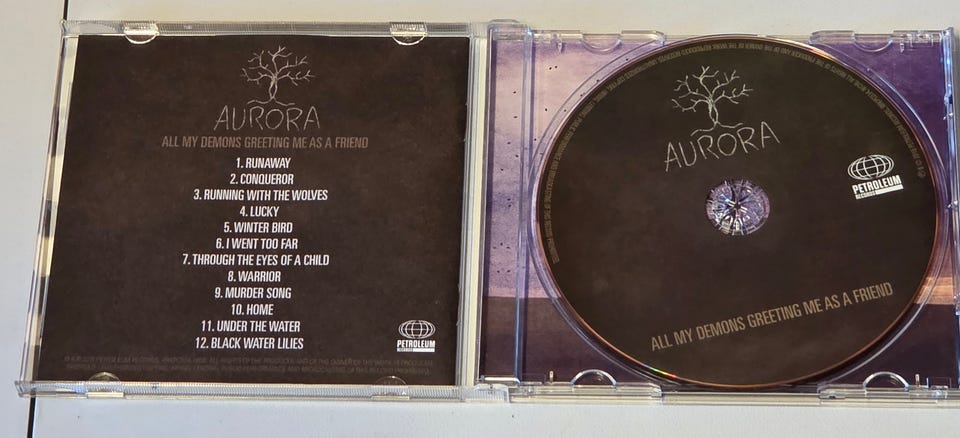 AURORA
ALL MY DEMONS GREETING ME AS A FRIEND
1. RUNAWAY
2. CONQUEROR
3. RUNNING WITH THE WOLVES
4. LUCKY
5. WINTER BIRD
6. I WENT TOO FAR
7. THROUGH THE EYES OF A CHILD
8. WARRIOR
9. MURDER SONG
10. HOME
11. UNDER THE WATER
12. BLACK WATER LILIES
PETROLEUM
RECORDS
AURORA
PETROLEUM
RECORDS
ALL MY DEMONS GREETING ME AS A FRIEND